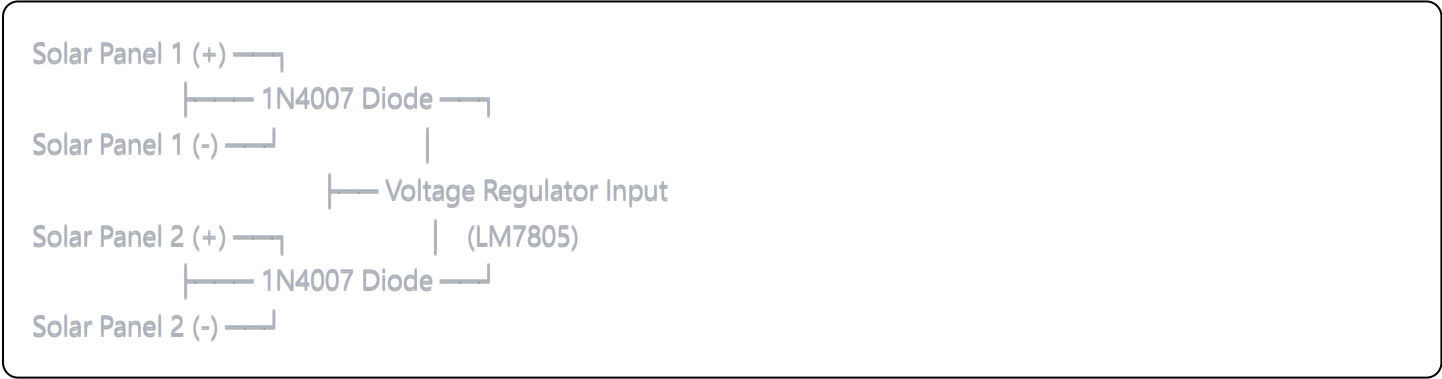 Solar Panel 1 (+) ──┐
├─── 1N4007 Diode ──┐
Solar Panel 1 (-) ──┘ │
├── Voltage Regulator Input
Solar Panel 2 (+) ──┐ │ (LM7805)
├─── 1N4007 Diode ──┘
Solar Panel 2 (-) ──┘